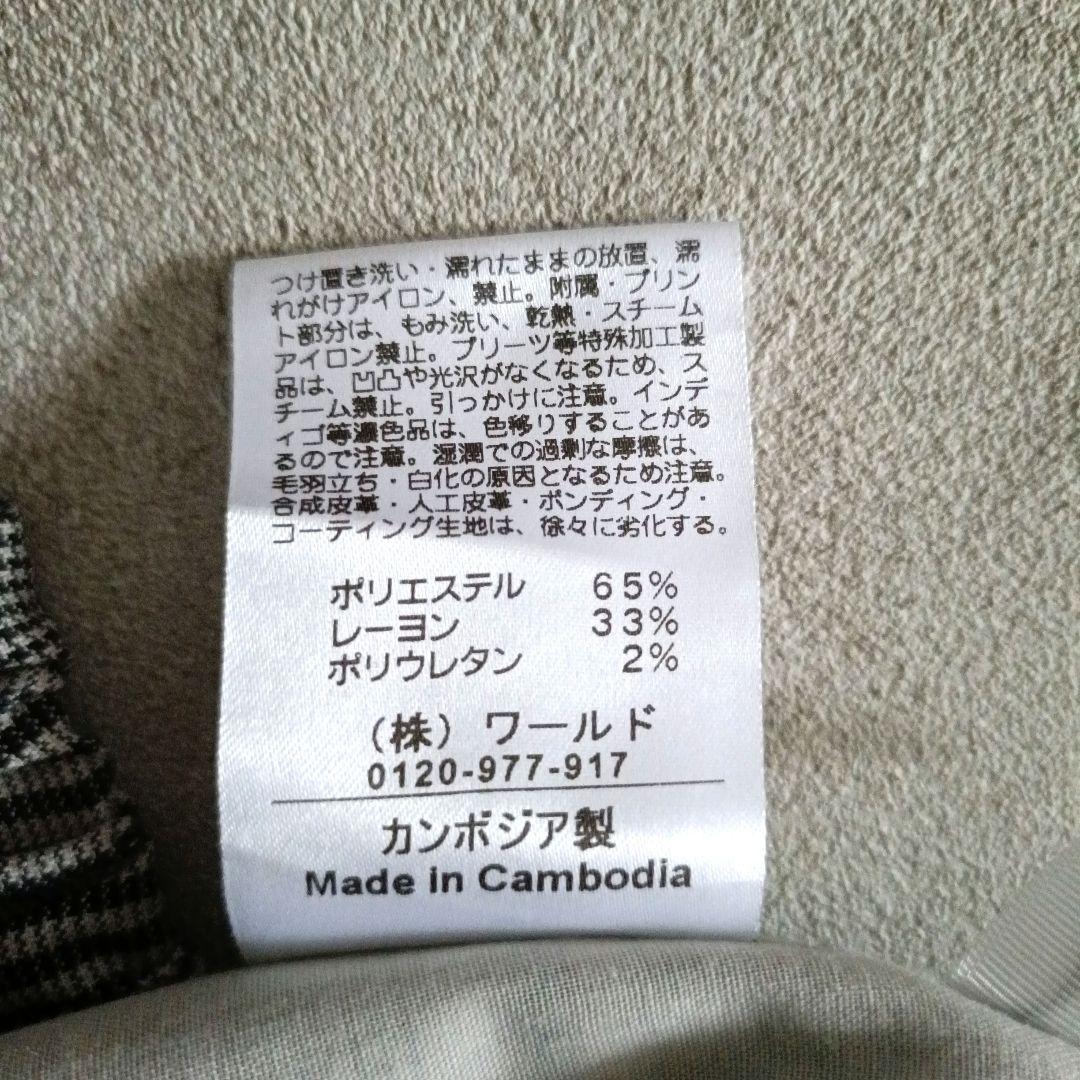 つけ置き洗い・濡れたままの放置、濡
れがけアイロン、禁止。附属・プリン
ト部分は、もみ洗い、乾熱・スチーム
アイロン禁止。プリーツ等特殊加工製
品は、凹凸や光沢がなくなるため、ス
チーム禁止。引っかけに注意。インデ
ィゴ等濃色品は、色移りすることがあ
るので注意。湿潤での過剰な摩擦は、
毛羽立ち・白化の原因となるため注意。
合成皮革・人工皮革・ボンディング・
コーティング生地は、徐々に劣化する。
ポリエステル 65%
レーヨン 33%
ポリウレタン 2%
（株）ワールド
0120-977-917
カンボジア製
Made in Cambodia